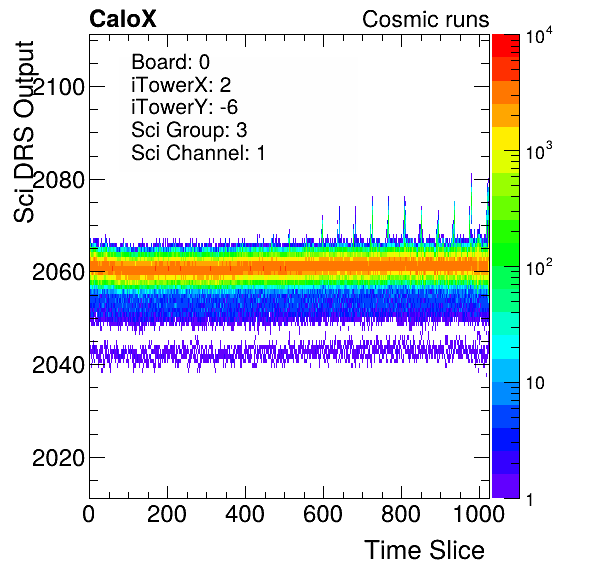 CaloX Cosmic runs
Board: 0
iTowerX: 2
iTowerY: -6
Sci Group: 3
Sci Channel: 1
Sci DRS Output
2100
2080
2060
2040
2020
0 200 400 600 800 1000
Time Slice
10^4
10^3
10^2
10
1